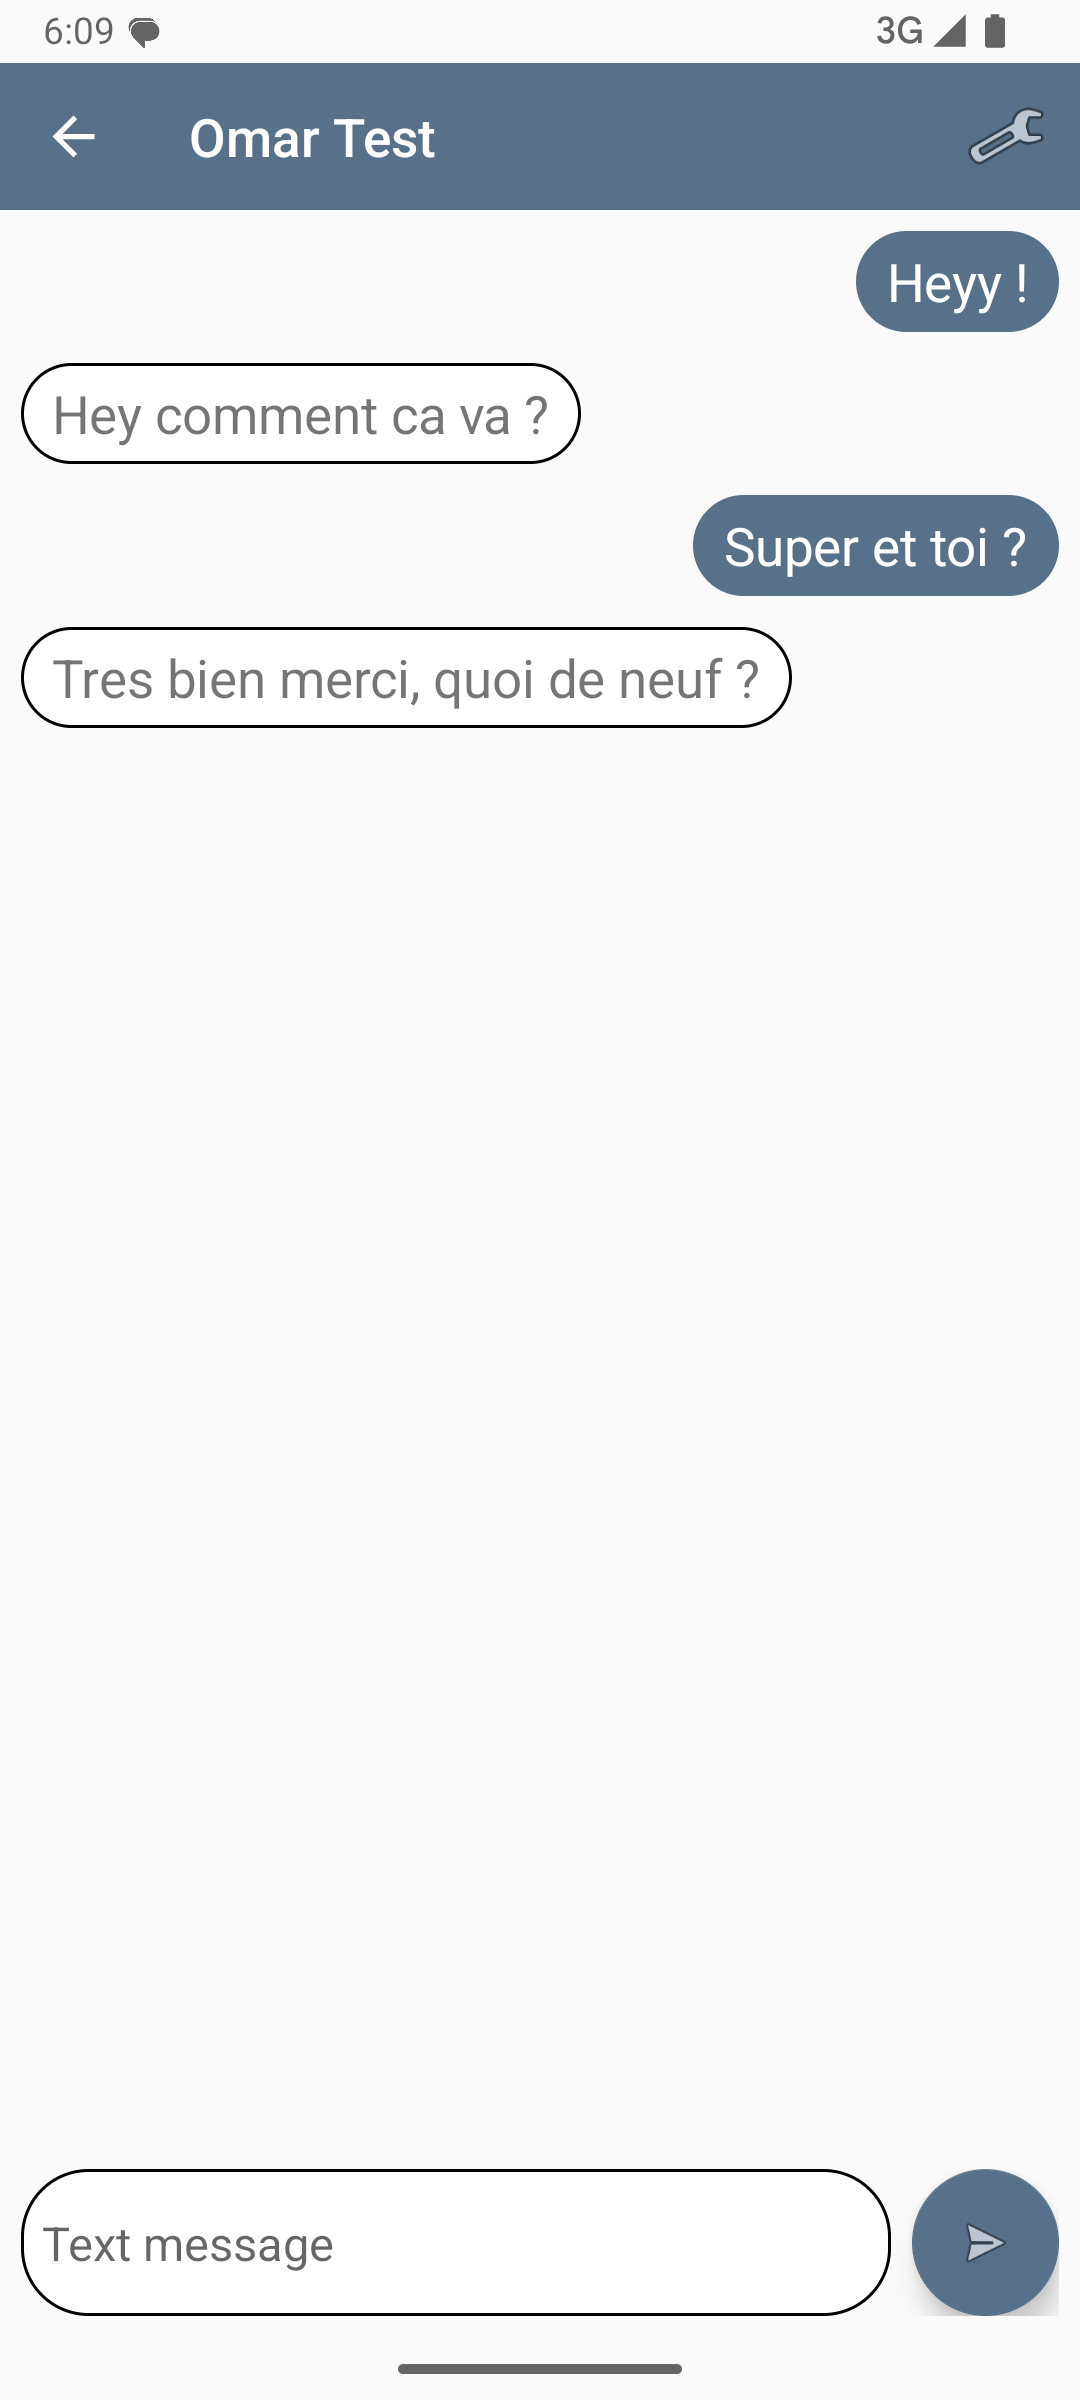 6:09 3G
Omar Test
Heyy !
Hey comment ca va ?
Super et toi ?
Tres bien merci, quoi de neuf ?
Text message